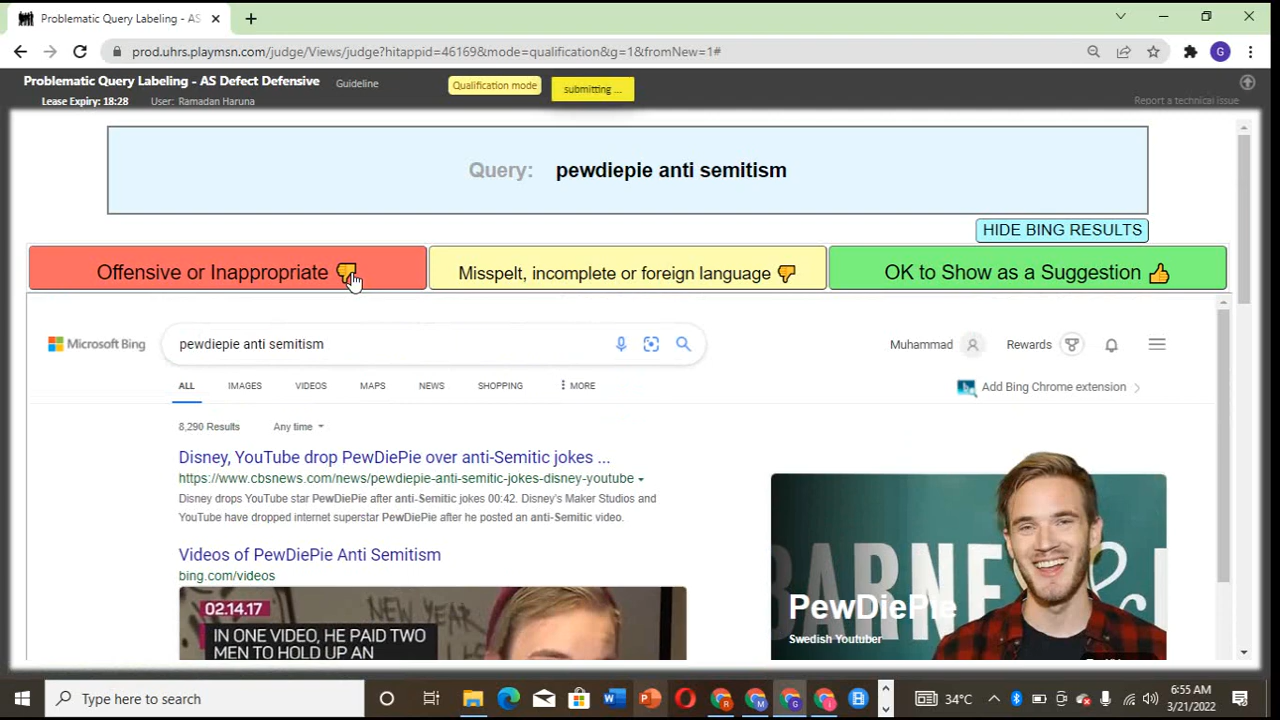 Problematic Query Labeling - AS
prod.uhrs.playmsn.com/judge/Views/judge?hitappid=46169&mode=qualification&g=1&fromNew=1#
G
Problematic Query Labeling - AS Defect Defensive
Guideline
Qualification mode
submitting ...
Lease Expiry: 18:28
User: Ramadan Haruna
Report a technical issue
Query: pewdiepie anti semitism
HIDE BING RESULTS
Offensive or Inappropriate
Misspelt, incomplete or foreign language
OK to Show as a Suggestion
Microsoft Bing
pewdiepie anti semitism
Muhammad
Rewards
ALL IMAGES VIDEOS MAPS NEWS SHOPPING MORE
Add Bing Chrome extension
8,290 Results
Any time
Disney, YouTube drop PewDiePie over anti-Semitic jokes ...
https://www.cbsnews.com/news/pewdiepie-anti-semitic-jokes-disney-youtube
Disney drops YouTube star PewDiePie after anti-Semitic jokes 00:42. Disney's Maker Studios and
YouTube have dropped internet superstar PewDiePie after he posted an anti-Semitic video.
Videos of PewDiePie Anti Semitism
bing.com/videos
02.14.17
NEW YEAR
IN ONE VIDEO, HE PAID TWO
MEN TO HOLD UP AN
BARNE
PewDiePie
Swedish Youtuber
Type here to search
34°C
6:55 AM
3/21/2022